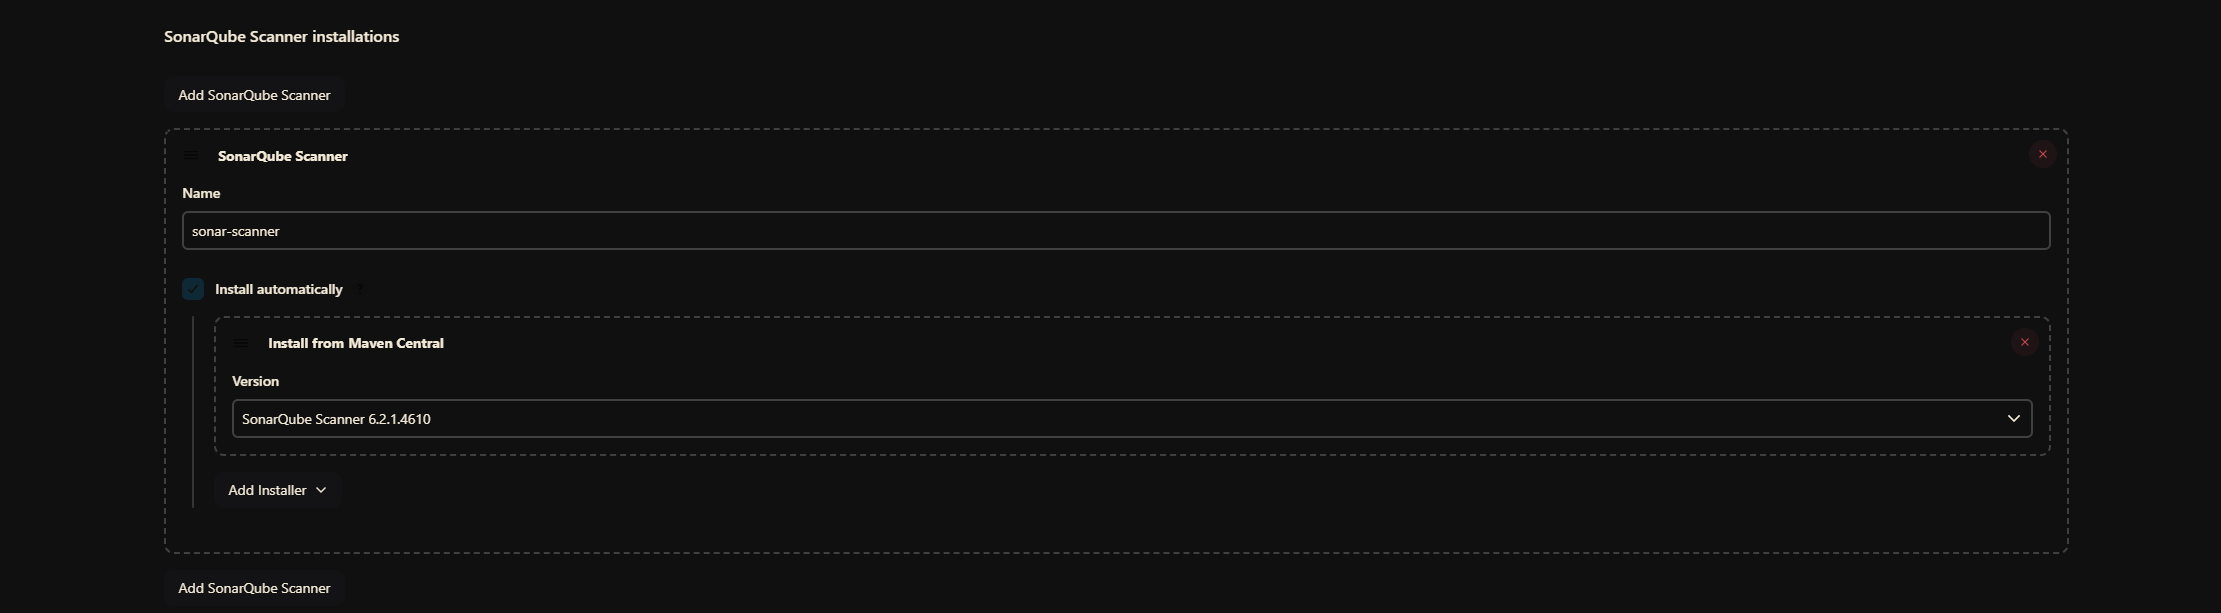 SonarQube Scanner installations
Add SonarQube Scanner
SonarQube Scanner
Name
sonar-scanner
Install automatically ?
Install from Maven Central
Version
SonarQube Scanner 6.2.1.4610
Add Installer
Add SonarQube Scanner